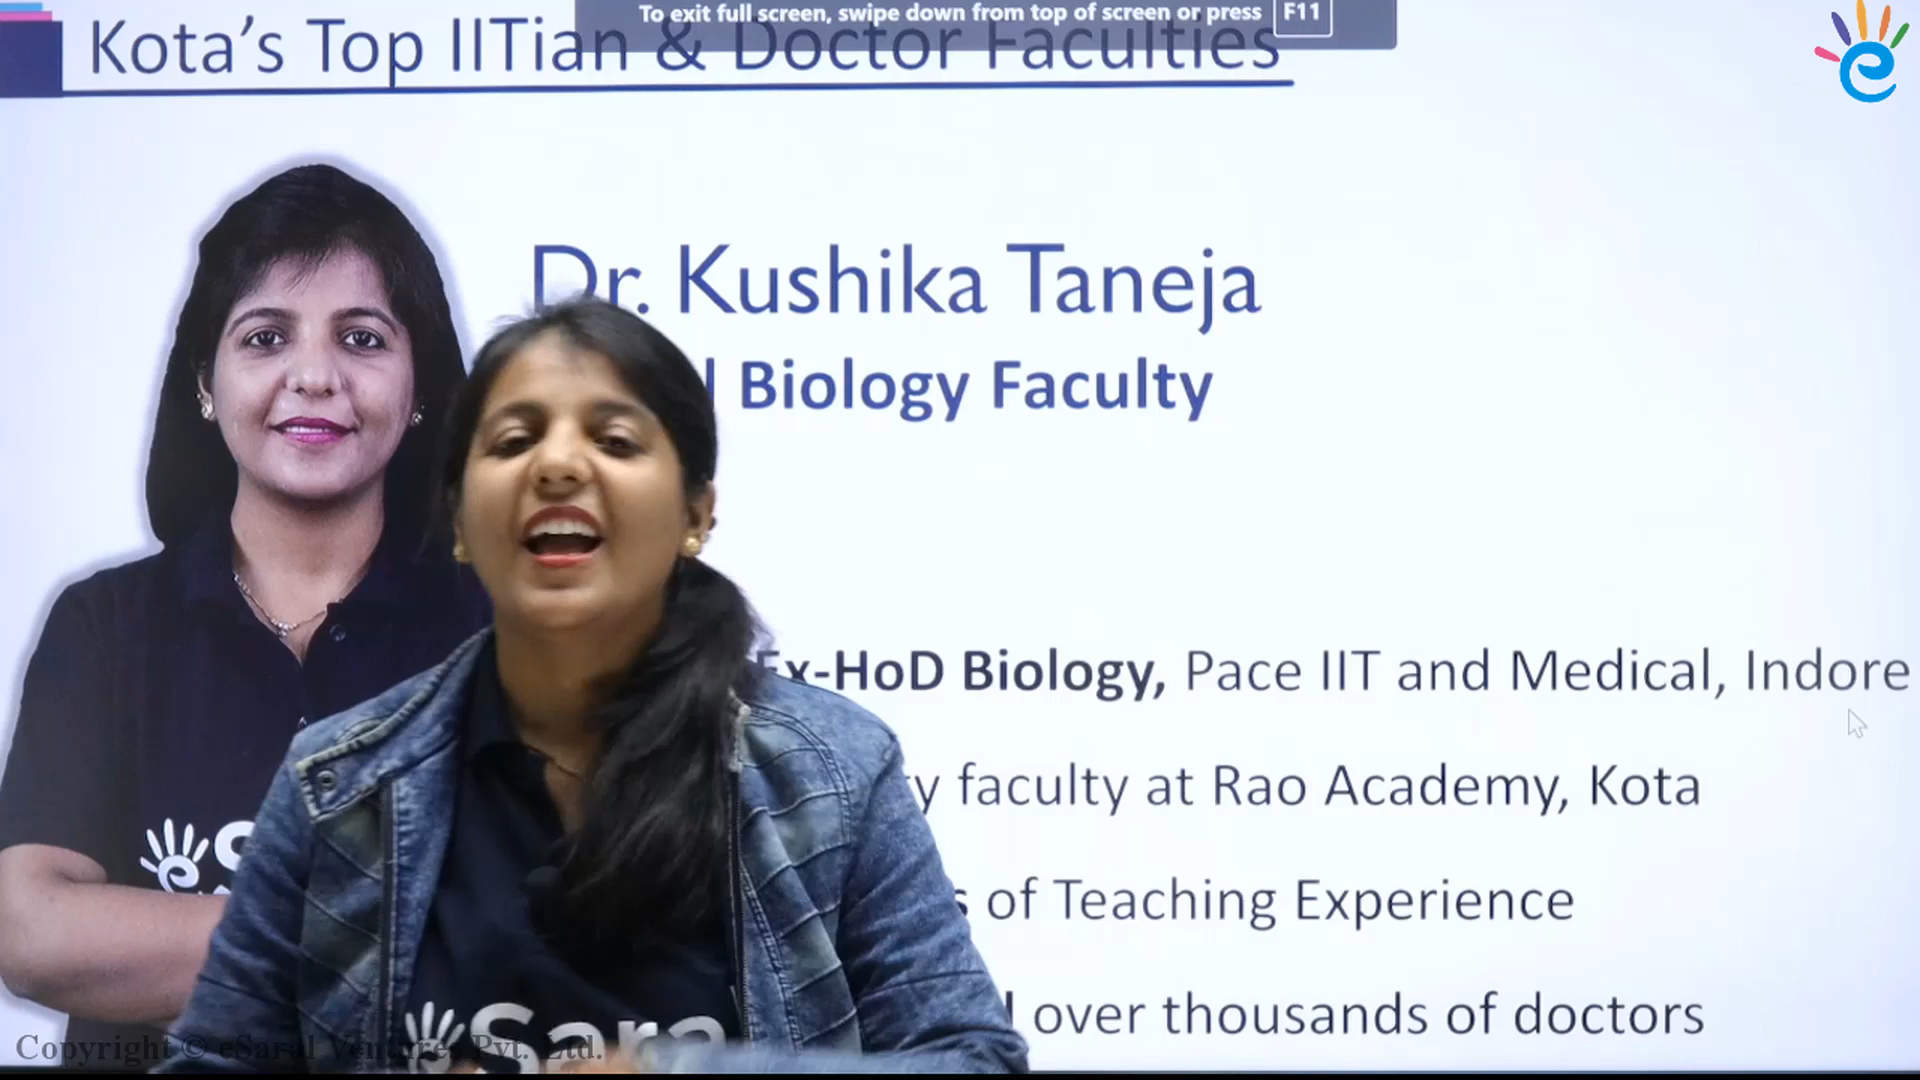 To exit full screen, swipe down from top of screen or press F11
Kota's Top IITian & Doctor Faculties
Dr. Kushika Taneja
Biology Faculty
Ex-HoD Biology, Pace IIT and Medical, Indore
faculty at Rao Academy, Kota
of Teaching Experience
over thousands of doctors
Copyright © eSaral Ventures Pvt. Ltd.